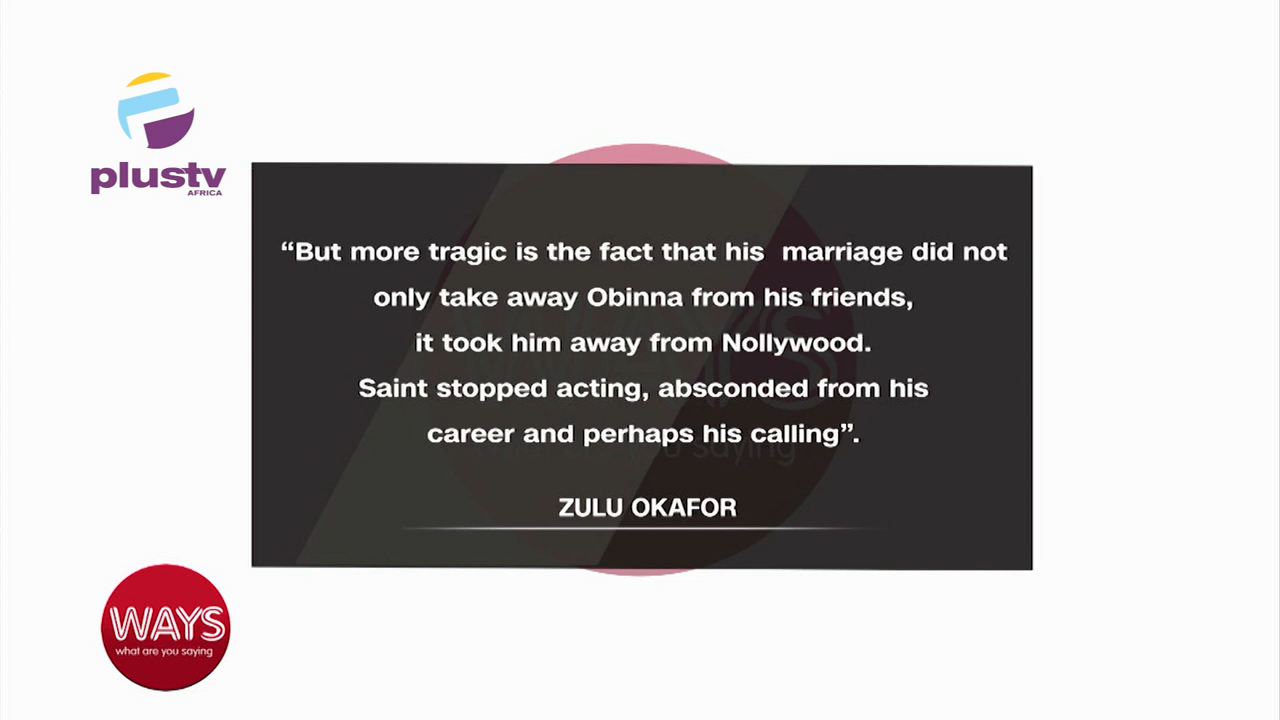 plustv
AFRICA
“But more tragic is the fact that his  marriage did not
only take away Obinna from his friends,
it took him away from Nollywood.
Saint stopped acting, absconded from his
career and perhaps his calling”.
ZULU OKAFOR
WAYS
what are you saying